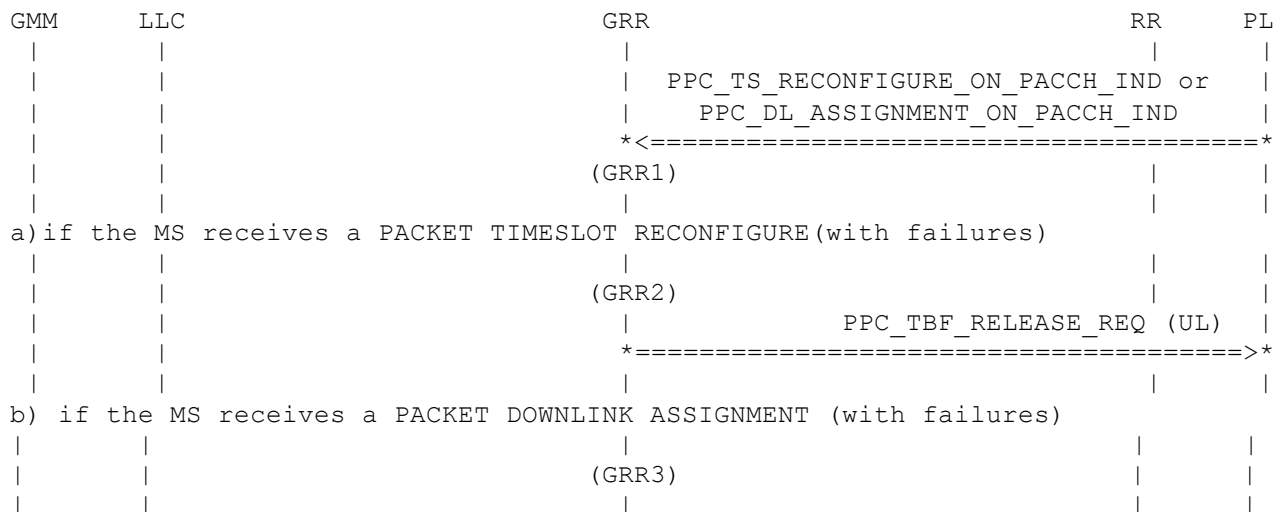 GMM LLC GRR RR PL
| | | | |
| | | PPC_TS_RECONFIGURE_ON_PACCH_IND or |
| | | PPC_DL_ASSIGNMENT_ON_PACCH_IND |
| | *<======================================*
| | (GRR1) | |
| | | | |
a)if the MS receives a PACKET TIMESLOT RECONFIGURE(with failures)
| | | | |
| | (GRR2) | |
| | | PPC_TBF_RELEASE_REQ (UL) |
| | *======================================>*
| | | | |
b) if the MS receives a PACKET DOWNLINK ASSIGNMENT (with failures)
| | | | |
| | (GRR3) | |
| | | | |